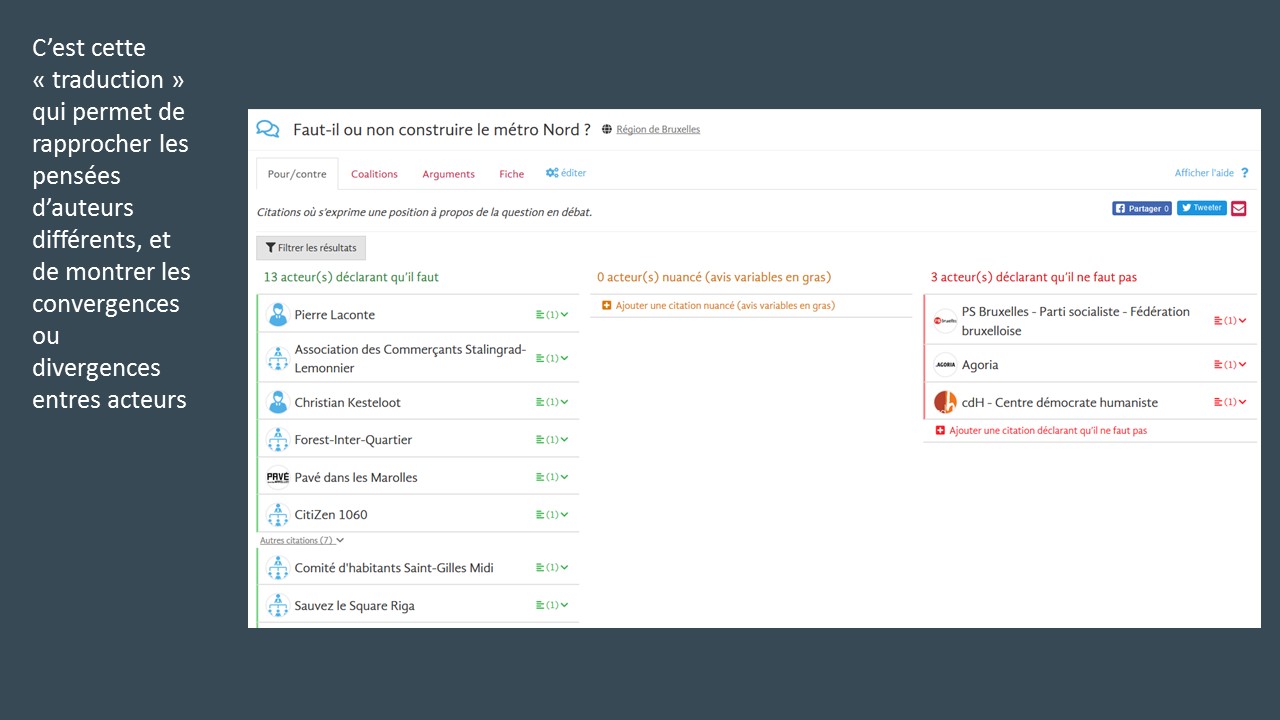 C’est cette
« traduction »
qui permet de
rapprocher les
pensées
d’auteurs
différents, et
de montrer les
convergences
ou
divergences
entres acteurs
Faut-il ou non construire le métro Nord ? Région de Bruxelles
Pour/contre Coalitions Arguments Fiche éditer Afficher l'aide ?
Citations où s'exprime une position à propos de la question en débat.
Partager 0 Tweeter
Filtrer les résultats
13 acteur(s) déclarant qu'il faut
Pierre Laconte (1)
Association des Commerçants Stalingrad-
Lemonnier (1)
Christian Kesteloot (1)
Forest-Inter-Quartier (1)
PAVÉ Pavé dans les Marolles (1)
CitiZen 1060 (1)
Autres citations (7)
Comité d'habitants Saint-Gilles Midi (1)
Sauvez le Square Riga (1)
0 acteur(s) nuancé (avis variables en gras)
Ajouter une citation nuancé (avis variables en gras)
3 acteur(s) déclarant qu'il ne faut pas
PS Bruxelles - Parti socialiste - Fédération
bruxelloise (1)
AGORIA Agoria (1)
cdH - Centre démocrate humaniste (1)
Ajouter une citation déclarant qu'il ne faut pas